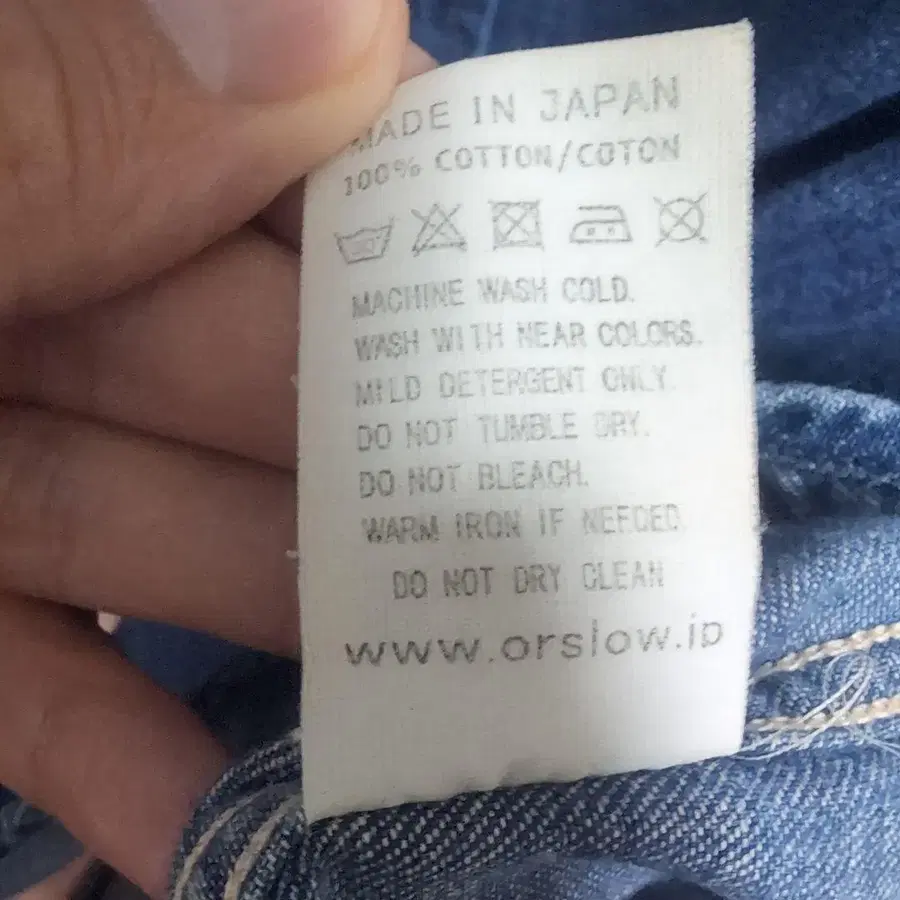 MADE IN JAPAN
100% COTTON/COTON
MACHINE WASH COLD.
WASH WITH NEAR COLORS.
MILD DETERGENT ONLY.
DO NOT TUMBLE DRY.
DO NOT BLEACH.
WARM IRON IF NEEDED.
DO NOT DRY CLEAN
www.orslow.jp